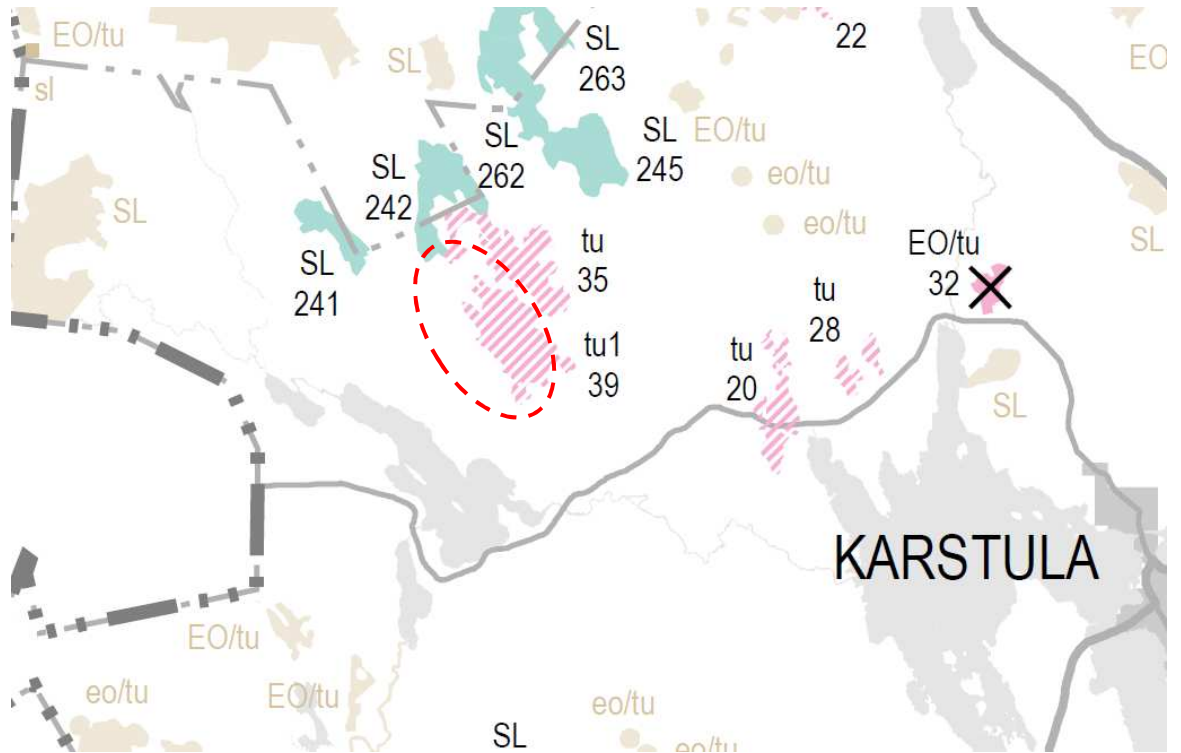 EO/tu
sl
SL
SL
263
22
EO
SL
262
SL
245
EO/tu
eo/tu
eo/tu
SL
SL
242
SL
241
tu
35
tu1
39
EO/tu
32
tu
28
tu
20
SL
SL
KARSTULA
EO/tu
eo/tu
EO/tu
SL
eo/tu
eo/tu